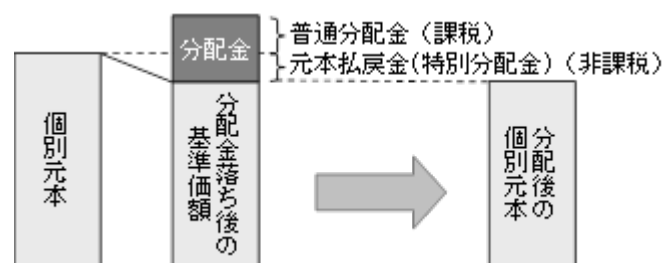 分配金
普通分配金（課税）
元本払戻金(特別分配金)（非課税）
個別元本
分配金落ち後の
基準価額
分配後の
個別元本